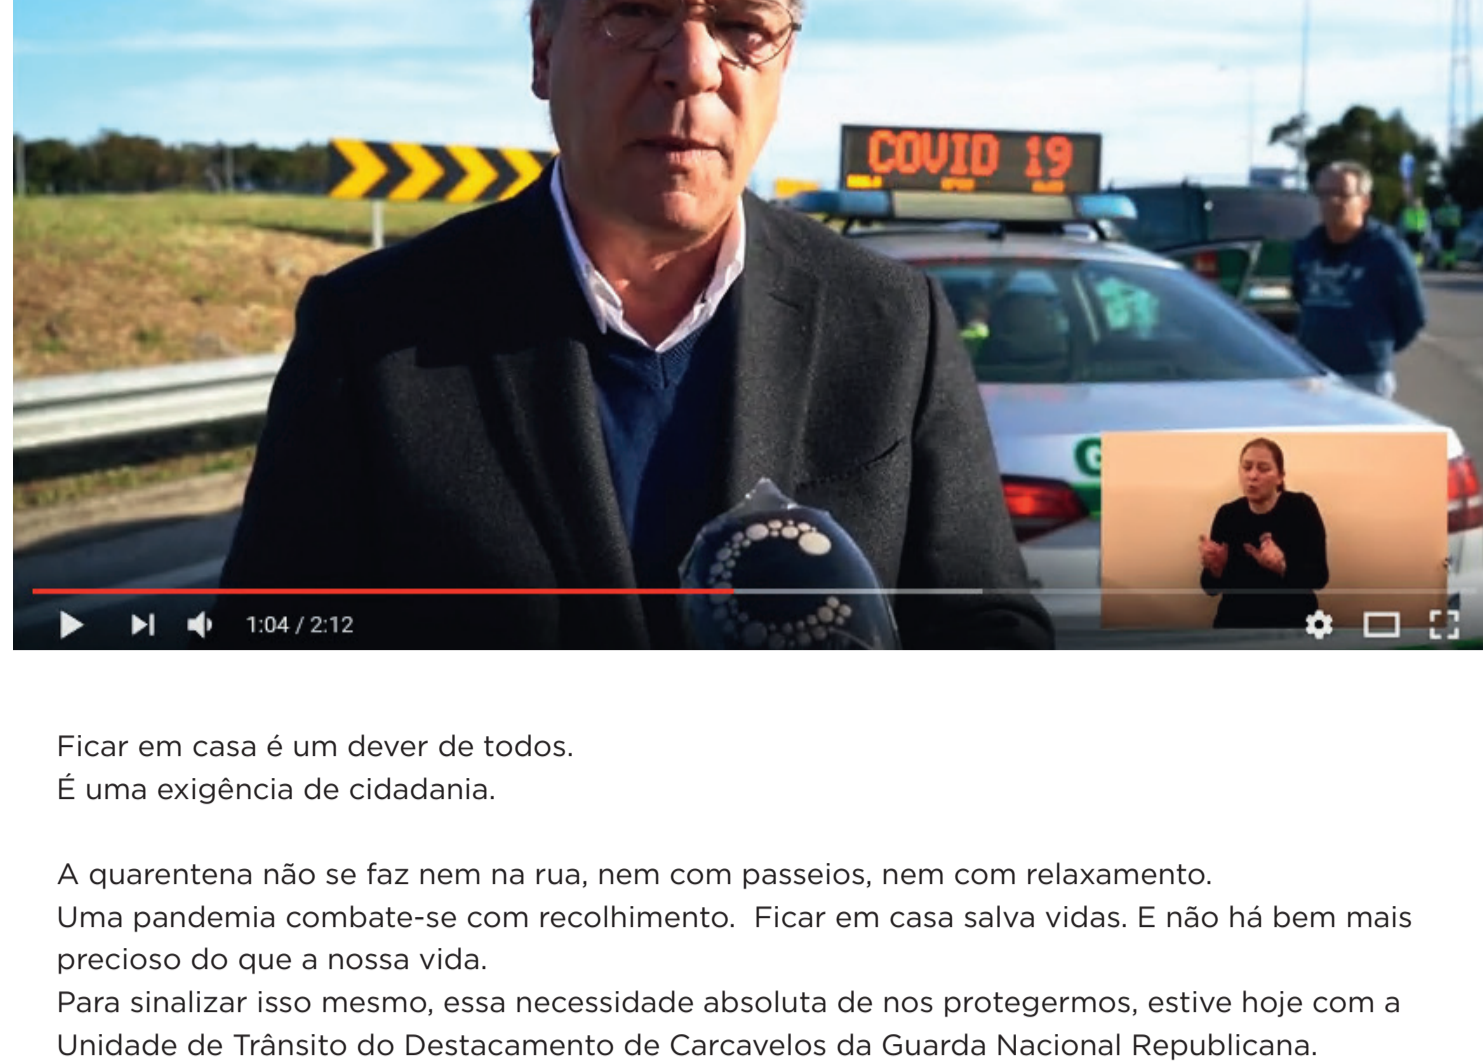 COVID 19
G
1:04 / 2:12
Ficar em casa é um dever de todos.
É uma exigência de cidadania.
A quarentena não se faz nem na rua, nem com passeios, nem com relaxamento.
Uma pandemia combate-se com recolhimento.  Ficar em casa salva vidas. E não há bem mais
precioso do que a nossa vida.
Para sinalizar isso mesmo, essa necessidade absoluta de nos protegermos, estive hoje com a
Unidade de Trânsito do Destacamento de Carcavelos da Guarda Nacional Republicana.